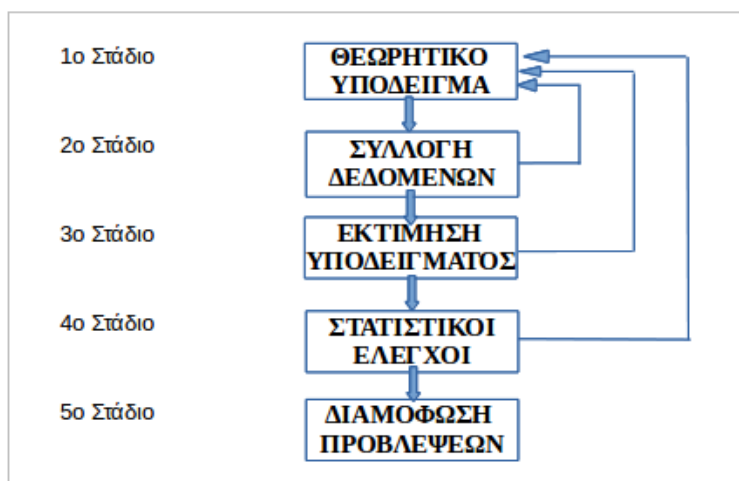 1ο Στάδιο
ΘΕΩΡΗΤΙΚΟ
ΥΠΟΔΕΙΓΜΑ
2ο Στάδιο
ΣΥΛΛΟΓΗ
ΔΕΔΟΜΕΝΩΝ
3ο Στάδιο
ΕΚΤΙΜΗΣΗ
ΥΠΟΔΕΙΓΜΑΤΟΣ
4ο Στάδιο
ΣΤΑΤΙΣΤΙΚΟΙ
ΕΛΕΓΧΟΙ
5ο Στάδιο
ΔΙΑΜΟΦΩΣΗ
ΠΡΟΒΛΕΨΕΩΝ